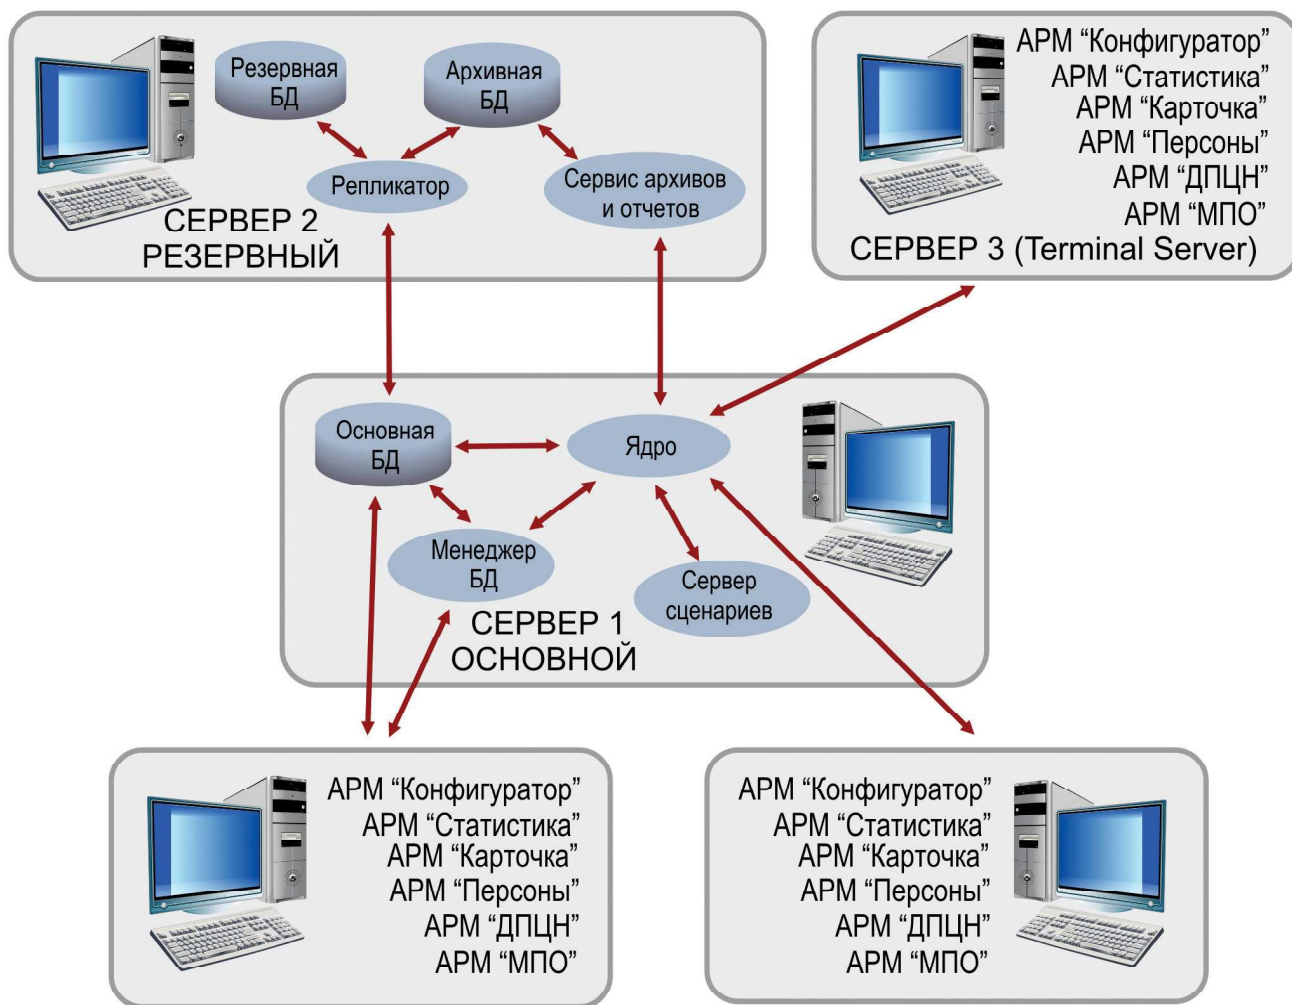 Резервная
БД
Архивная
БД
Репликатор
Сервис архивов
и отчетов
СЕРВЕР 2
РЕЗЕРВНЫЙ
АРМ “Конфигуратор”
АРМ “Статистика”
АРМ “Карточка”
АРМ “Персоны”
АРМ “ДПЦН”
АРМ “МПО”
СЕРВЕР 3 (Terminal Server)
Основная
БД
Ядро
Менеджер
БД
Сервер
сценариев
СЕРВЕР 1
ОСНОВНОЙ
АРМ “Конфигуратор”
АРМ “Статистика”
АРМ “Карточка”
АРМ “Персоны”
АРМ “ДПЦН”
АРМ “МПО”
АРМ “Конфигуратор”
АРМ “Статистика”
АРМ “Карточка”
АРМ “Персоны”
АРМ “ДПЦН”
АРМ “МПО”